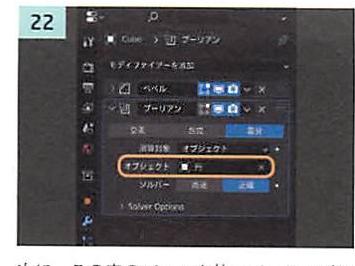 22
Cube > ブーリアン
モディファイアーを追加
ベベル
ブーリアン
交差 合成 差分
演算対象 オブジェクト
オブジェクト 円
ソルバー 高速 正確
> Solver Options